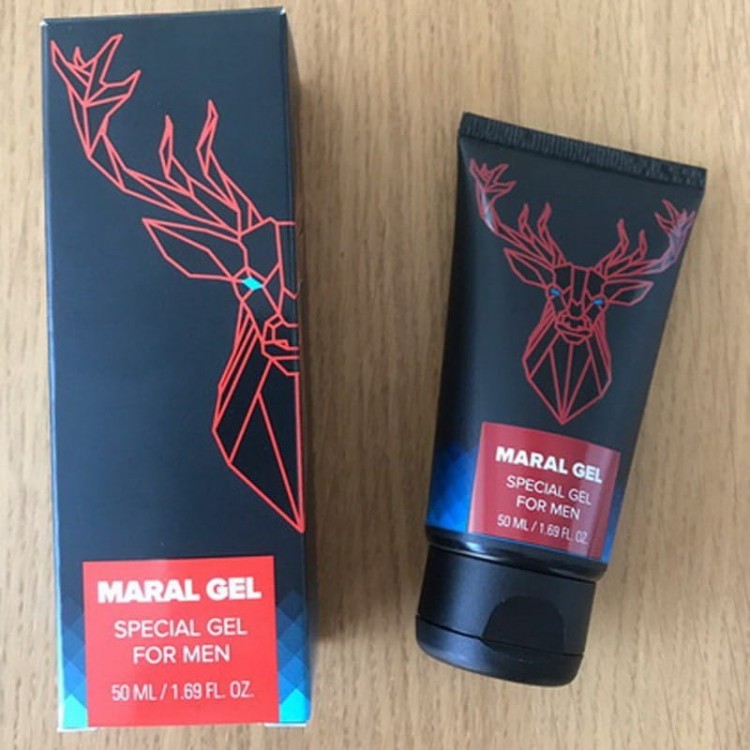 MARAL GEL
SPECIAL GEL
FOR MEN
50 ML / 1.69 FL. OZ.
MARAL GEL
SPECIAL GEL
FOR MEN
50 ML / 1.69 FL. OZ.